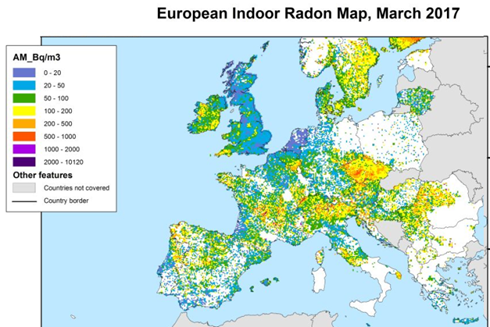 European Indoor Radon Map, March 2017
AM_Bq/m3
0 - 20
20 - 50
50 - 100
100 - 200
200 - 500
500 - 1000
1000 - 2000
2000 - 10120
Other features
Countries not covered
Country border